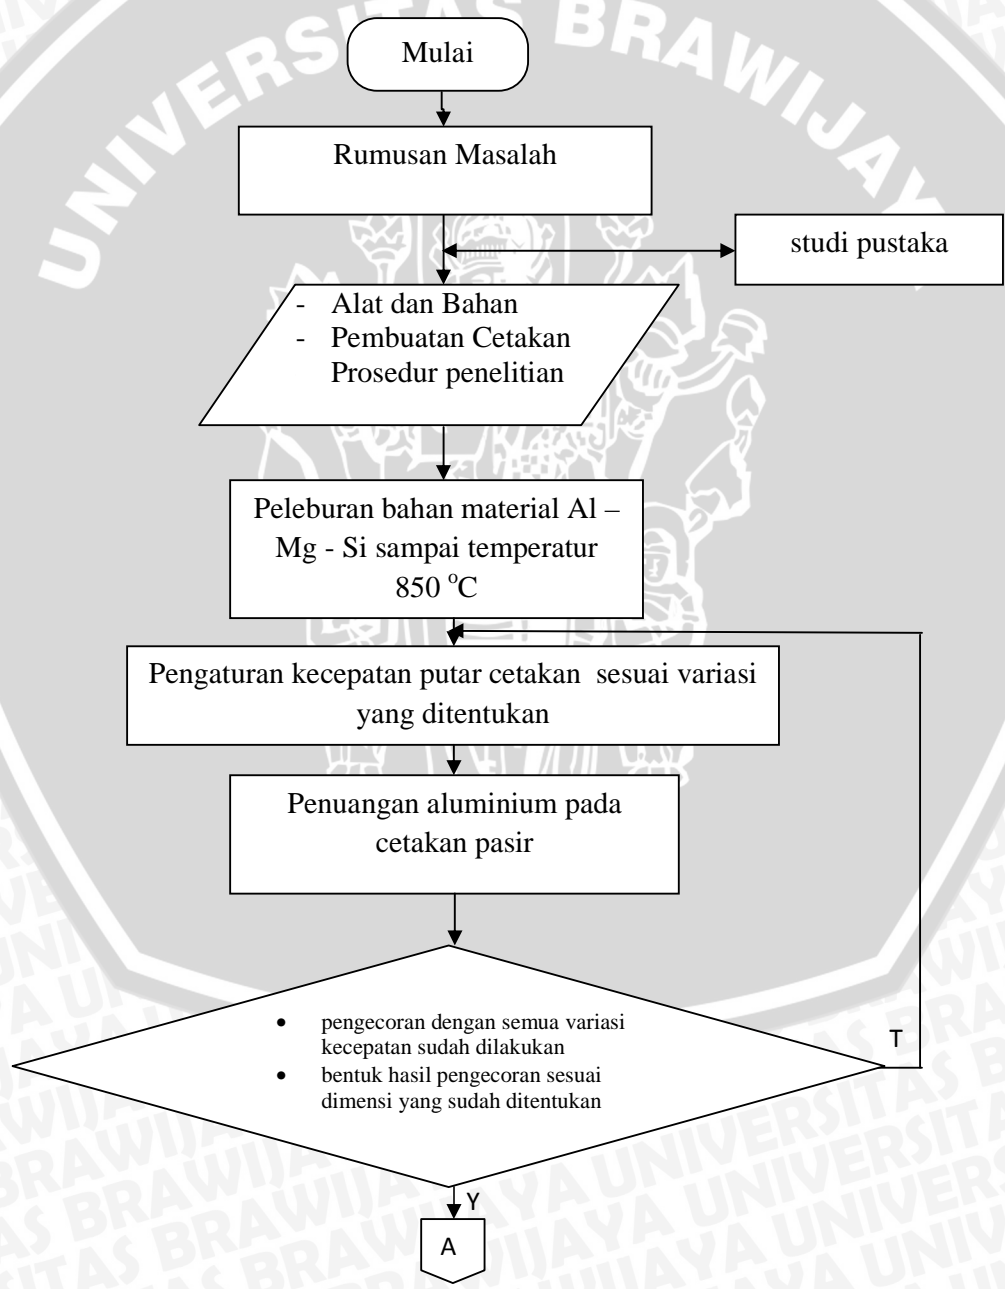 UNIVERSITAS BRAWIJAYA
Mulai
Rumusan Masalah
studi pustaka
- Alat dan Bahan
- Pembuatan Cetakan
Prosedur penelitian
Peleburan bahan material Al –
Mg - Si sampai temperatur
850 °C
Pengaturan kecepatan putar cetakan sesuai variasi
yang ditentukan
Penuangan aluminium pada
cetakan pasir
• pengecoran dengan semua variasi
kecepatan sudah dilakukan
• bentuk hasil pengecoran sesuai
dimensi yang sudah ditentukan
T
Y
A